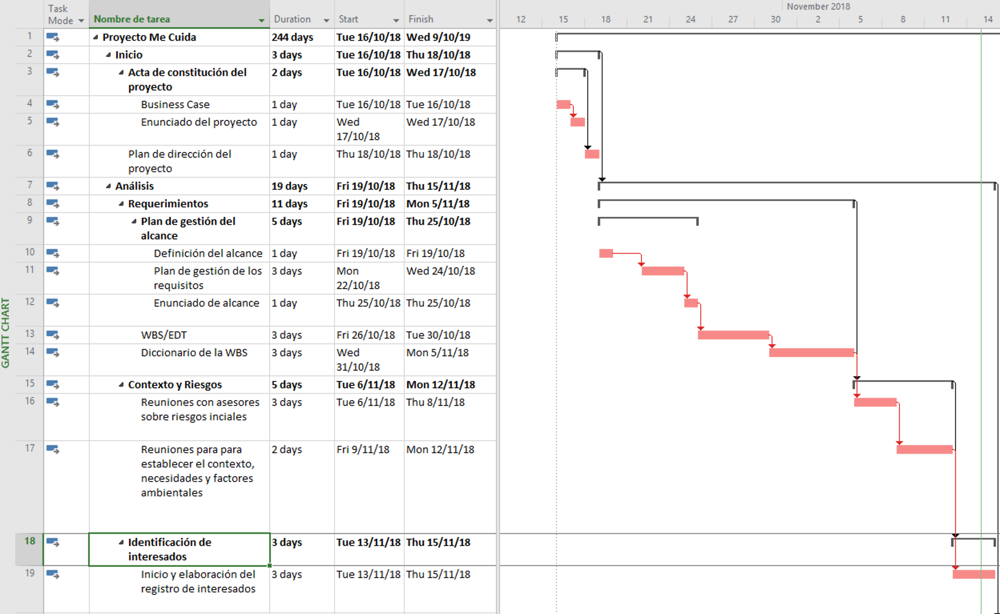 Task
Mode
Nombre de tarea
Duration
Start
Finish
November 2018
12 15 18 21 24 27 30 2 5 8 11 14
1 Proyecto Me Cuida 244 days Tue 16/10/18 Wed 9/10/19
2 Inicio 3 days Tue 16/10/18 Thu 18/10/18
3 Acta de constitución del 2 days Tue 16/10/18 Wed 17/10/18
proyecto
4 Business Case 1 day Tue 16/10/18 Tue 16/10/18
5 Enunciado del proyecto 1 day Wed Wed 17/10/18
17/10/18
6 Plan de dirección del 1 day Thu 18/10/18 Thu 18/10/18
proyecto
7 Análisis 19 days Fri 19/10/18 Thu 15/11/18
8 Requerimientos 11 days Fri 19/10/18 Mon 5/11/18
9 Plan de gestión del 5 days Fri 19/10/18 Thu 25/10/18
alcance
10 Definición del alcance 1 day Fri 19/10/18 Fri 19/10/18
11 Plan de gestión de los 3 days Mon Wed 24/10/18
requisitos 22/10/18
12 Enunciado de alcance 1 day Thu 25/10/18 Thu 25/10/18
13 WBS/EDT 3 days Fri 26/10/18 Tue 30/10/18
14 Diccionario de la WBS 3 days Wed Mon 5/11/18
31/10/18
15 Contexto y Riesgos 5 days Tue 6/11/18 Mon 12/11/18
16 Reuniones con asesores 3 days Tue 6/11/18 Thu 8/11/18
sobre riesgos inciales
17 Reuniones para para 2 days Fri 9/11/18 Mon 12/11/18
establecer el contexto,
necesidades y factores
ambientales
18 Identificación de 3 days Tue 13/11/18 Thu 15/11/18
interesados
19 Inicio y elaboración del 3 days Tue 13/11/18 Thu 15/11/18
registro de interesados
GANTT CHART